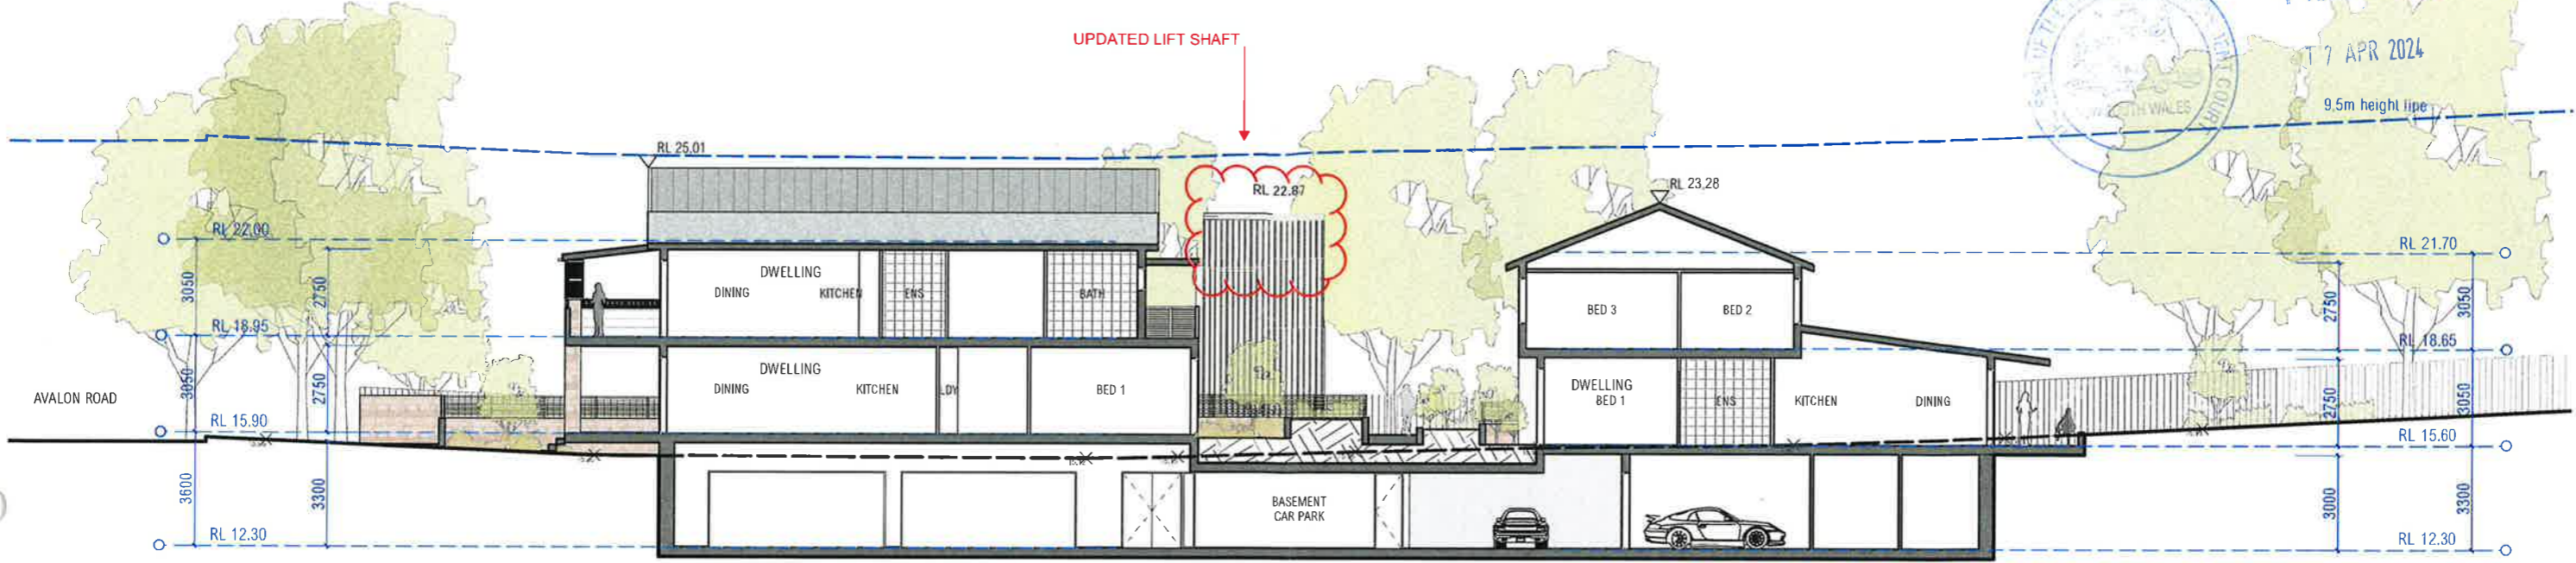 UPDATED LIFT SHAFT
T 7 APR 2024
9.5m height line
RL 25.01
RL 22.87
RL 23.28
RL 22.00
RL 21.70
3050
2750
DWELLING
DINING
KITCHEN
ENS
BATH
BED 3
BED 2
2750
3050
RL 18.95
RL 18.65
3050
2750
DWELLING
DINING
KITCHEN
LDY
BED 1
DWELLING
BED 1
ENS
KITCHEN
DINING
2750
3050
AVALON ROAD
RL 15.90
RL 15.60
3600
3300
BASEMENT
CAR PARK
3000
3300
RL 12.30
RL 12.30